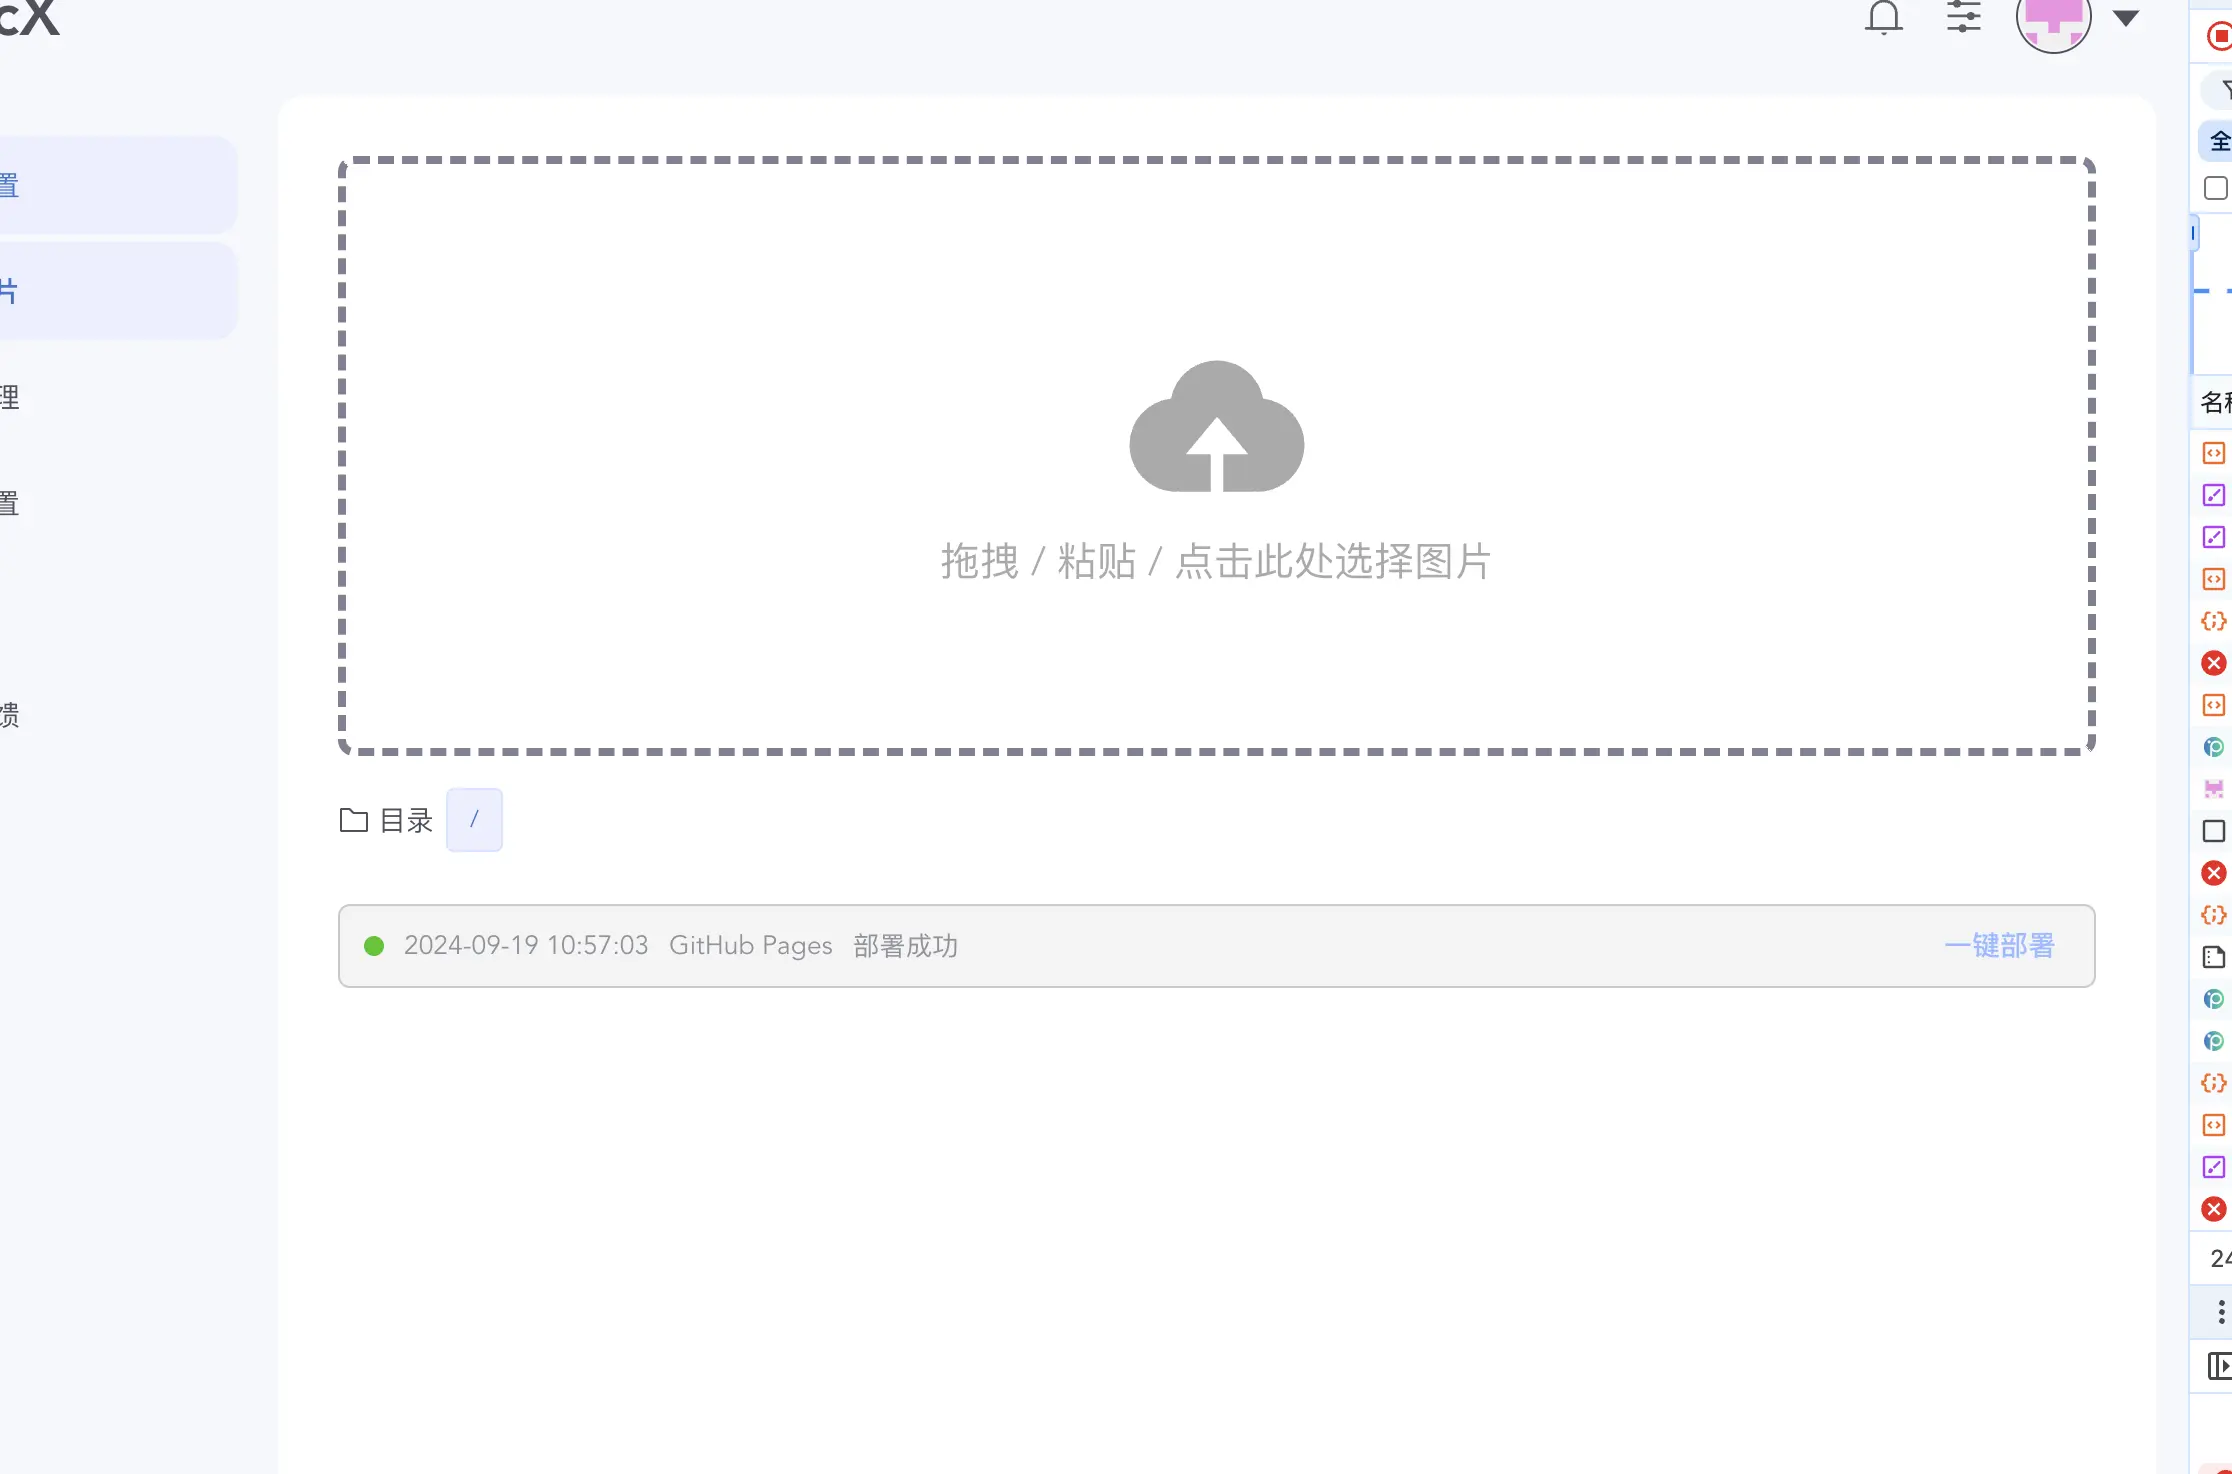 cX
置
片
理
置
馈
拖拽 / 粘贴 / 点击此处选择图片
目录 /
2024-09-19 10:57:03 GitHub Pages 部署成功 一键部署
全
名
24